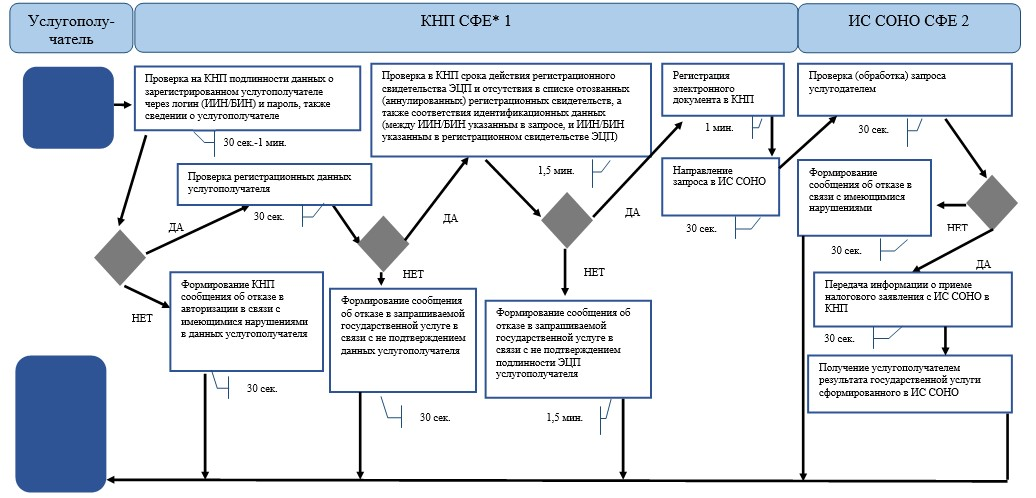 Услугополу-
чатель
КНП СФЕ* 1
ИС СОНО СФЕ 2
Проверка на КНП подлинности данных о
зарегистрированном услугополучателе
через логин (ИИН/БИН) и пароль, также
сведении о услугополучателе
30 сек.-1 мин.
Проверка в КНП срока действия регистрационного
свидетельства ЭЦП и отсутствия в списке отозванных
(аннулированных) регистрационных свидетельств, а
также соответствия идентификационных данных
(между ИИН/БИН указанным в запросе, и ИИН/БИН
указанным в регистрационном свидетельстве ЭЦП)
1,5 мин.
Регистрация
электронного
документа в КНП
1 мин.
Проверка (обработка) запроса
услугодателем
30 сек.
Проверка регистрационных данных
услугополучателя
30 сек.
Направление
запроса в ИС СОНО
30 сек.
Формирование
сообщения об отказе в
связи с имеющимися
нарушениями
30 сек.
ДА
ДА
ДА
НЕТ
ДА
НЕТ
НЕТ
НЕТ
Формирование КНП
сообщения об отказе в
авторизации в связи с
имеющимися нарушениями
в данных услугополучателя
30 сек.
Формирование сообщения
об отказе в запрашиваемой
государственной услуге в
связи с не подтверждением
данных услугополучателя
30 сек.
Формирование сообщения об
отказе в запрашиваемой
государственной услуге в
связи с не подтверждением
подлинности ЭЦП
услугополучателя
1,5 мин.
Передача информации о приеме
налогового заявления с ИС СОНО в
КНП
30 сек.
Получение услугополучателем
результата государственной услуги
сформированного в ИС СОНО